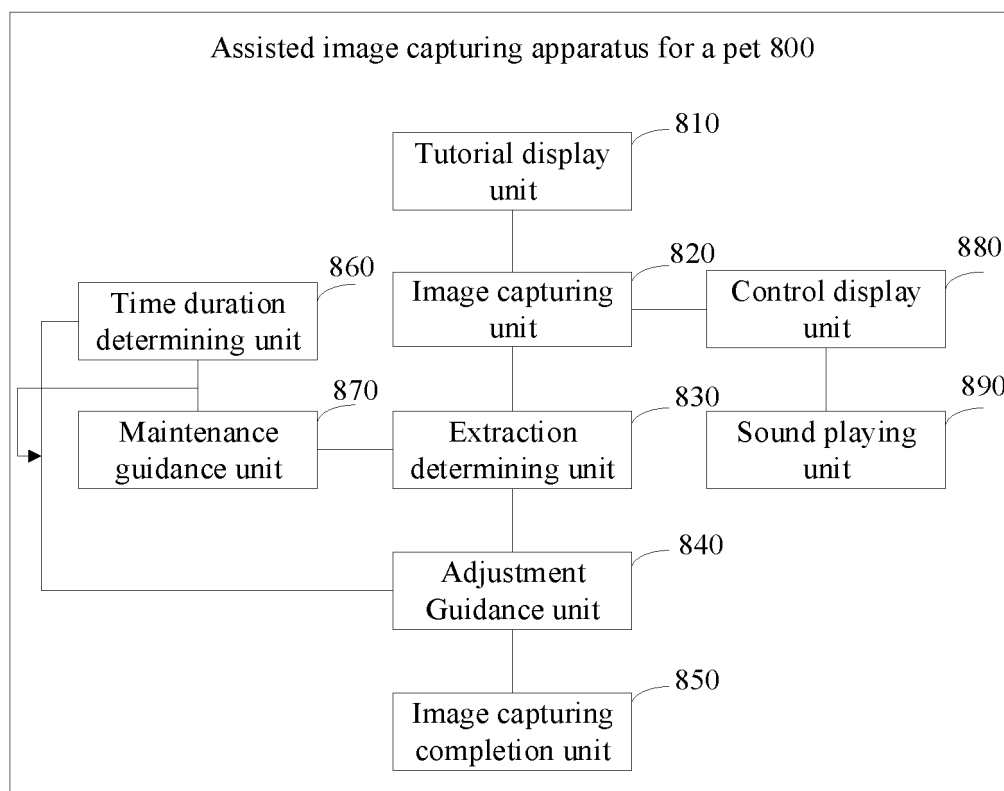 Assisted image capturing apparatus for a pet 800
810
Tutorial display
unit
820
Image capturing
unit
880
Control display
unit
860
Time duration
determining unit
870
Maintenance
guidance unit
830
Extraction
determining unit
890
Sound playing
unit
840
Adjustment
Guidance unit
850
Image capturing
completion unit